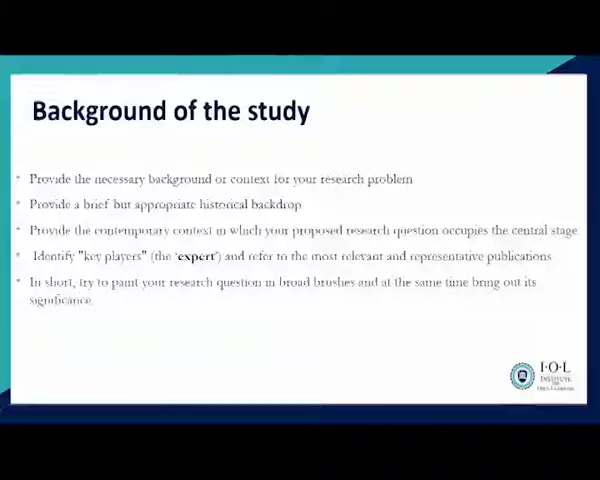 Background of the study
Provide the necessary background or context for your research problem
Provide a brief but appropriate historical backdrop
Provide the contemporary context in which your proposed research question occupies the central stage
Identify "key players" (the 'expert') and refer to the most relevant and representative publications
In short, try to paint your research question in broad brushes and at the same time bring out its
significance.
I·O·L
INSTITUTE